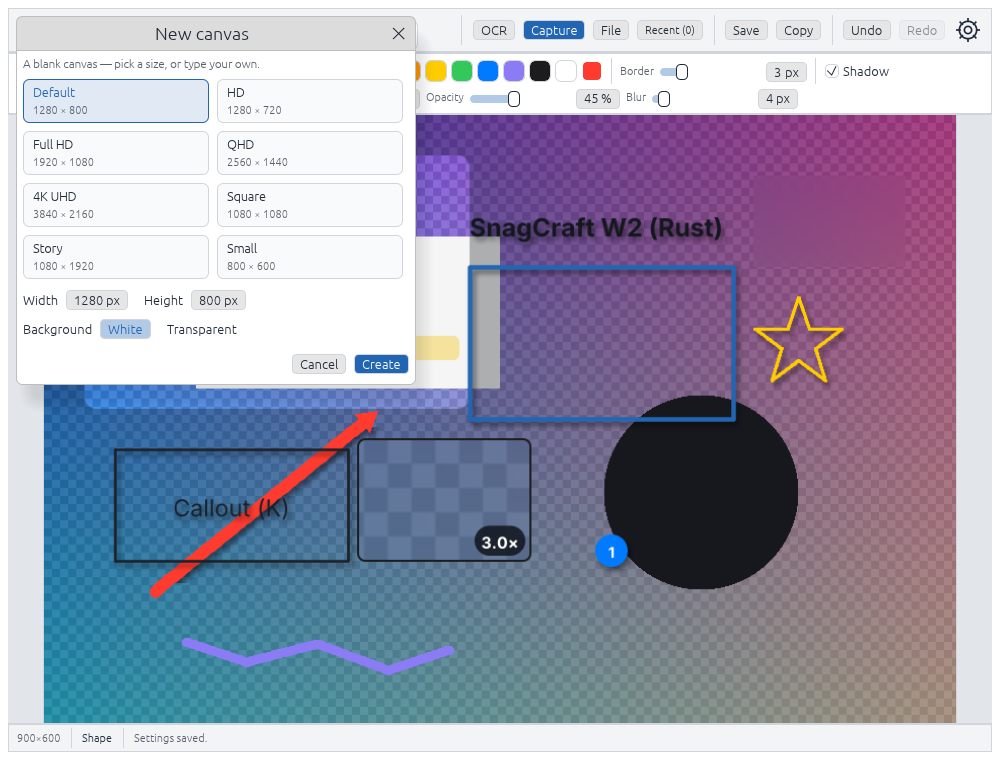 New canvas
OCR Capture File Recent (0) Save Copy Undo Redo
A blank canvas — pick a size, or type your own.
Border 3 px Shadow
Opacity 45 % Blur 4 px
Default
1280 × 800
HD
1280 × 720
Full HD
1920 × 1080
QHD
2560 × 1440
4K UHD
3840 × 2160
Square
1080 × 1080
Story
1080 × 1920
Small
800 × 600
Width 1280 px Height 800 px
Background White Transparent
Cancel Create
SnagCraft W2 (Rust)
Callout (K)
3.0×
1
900×600 Shape Settings saved.